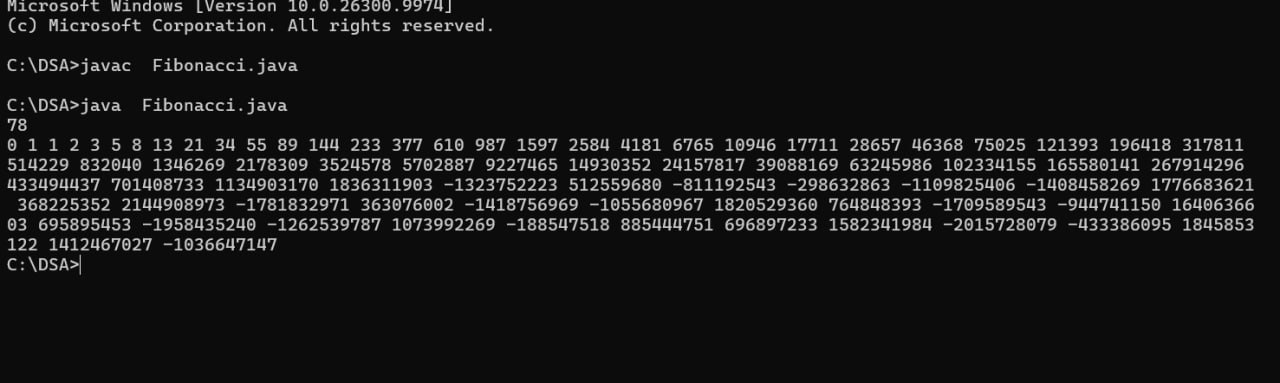 Microsoft Windows [Version 10.0.26300.9974]
(c) Microsoft Corporation. All rights reserved.
C:\DSA>javac  Fibonacci.java
C:\DSA>java  Fibonacci.java
78
0 1 1 2 3 5 8 13 21 34 55 89 144 233 377 610 987 1597 2584 4181 6765 10946 17711 28657 46368 75025 121393 196418 317811
514229 832040 1346269 2178309 3524578 5702887 9227465 14930352 24157817 39088169 63245986 102334155 165580141 267914296
433494437 701408733 1134903170 1836311903 -1323752223 512559680 -811192543 -298632863 -1109825406 -1408458269 1776683621
 368225352 2144908973 -1781832971 363076002 -1418756969 -1055680967 1820529360 764848393 -1709589543 -944741150 16406366
03 695895453 -1958435240 -1262539787 1073992269 -188547518 885444751 696897233 1582341984 -2015728079 -433386095 1845853
122 1412467027 -1036647147
C:\DSA>